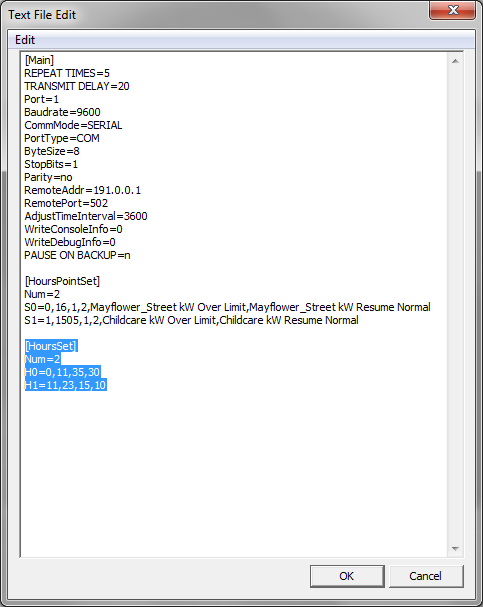 Text File Edit
Edit
[Main]
REPEAT TIMES=5
TRANSMIT DELAY=20
Port=1
Baudrate=9600
CommMode=SERIAL
PortType=COM
ByteSize=8
StopBits=1
Parity=no
RemoteAddr=191.0.0.1
RemotePort=502
AdjustTimeInterval=3600
WriteConsoleInfo=0
WriteDebugInfo=0
PAUSE ON BACKUP=n
[HoursPointSet]
Num=2
S0=0,16,1,2,Mayflower_Street kW Over Limit,Mayflower_Street kW Resume Normal
S1=1,1505,1,2,Childcare kW Over Limit,Childcare kW Resume Normal
[HoursSet]
Num=2
H0=0,11,35,30
H1=11,23,15,10
OK
Cancel